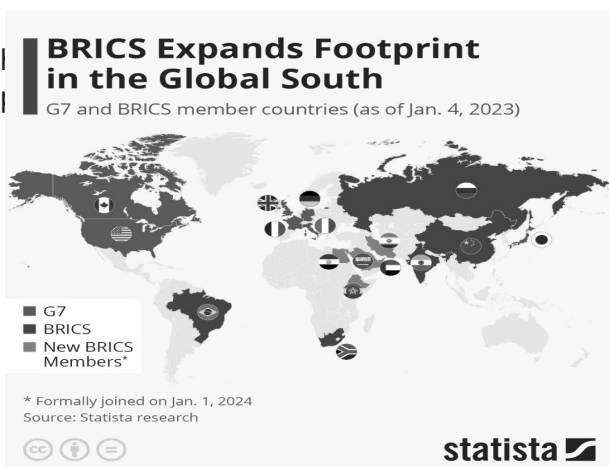 BRICS Expands Footprint
in the Global South
G7 and BRICS member countries (as of Jan. 4, 2023)
G7
BRICS
New BRICS
Members*
* Formally joined on Jan. 1, 2024
Source: Statista research
cc
statista